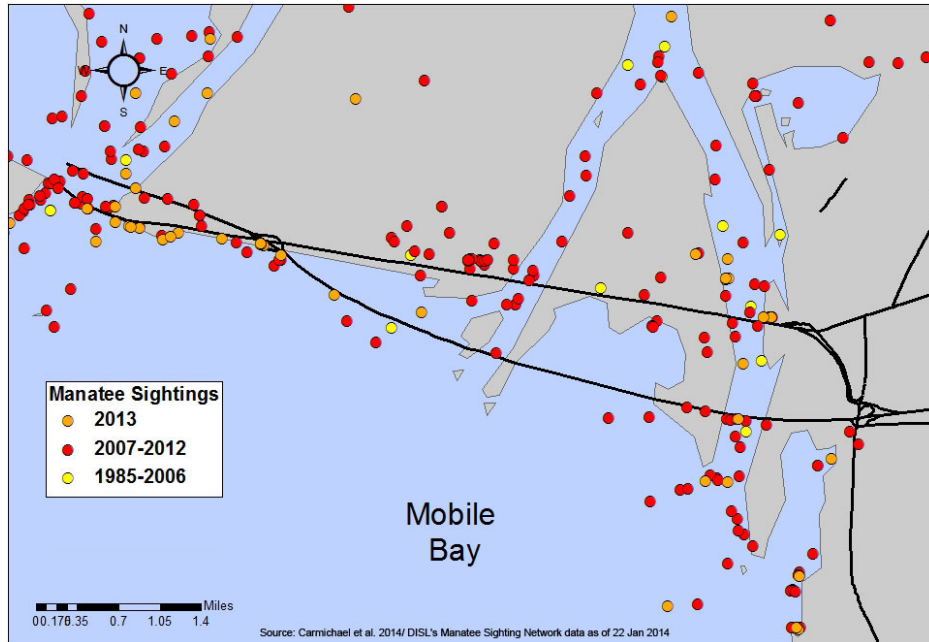 N
W E
S
Manatee Sightings
2013
2007-2012
1985-2006
Mobile
Bay
Miles
0 0.175 0.35 0.7 1.05 1.4
Source: Carmichael et al. 2014/ DISL's Manatee Sighting Network data as of 22 Jan 2014